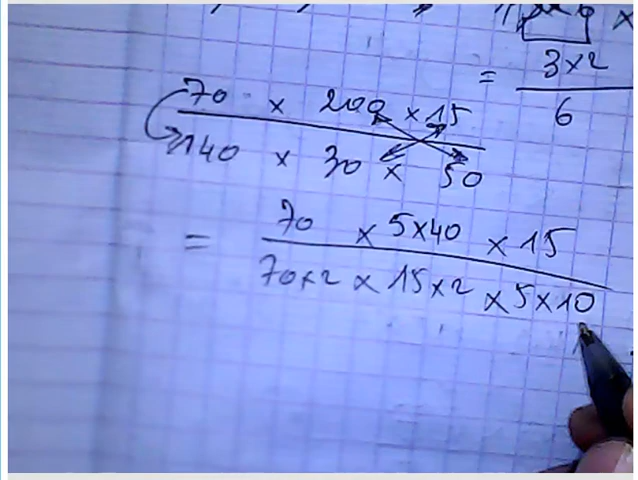 = 3×2
6
70 × 200 × 15
140 × 30 × 50
= 70 × 5×40 × 15
70×2 × 15×2 × 5×10